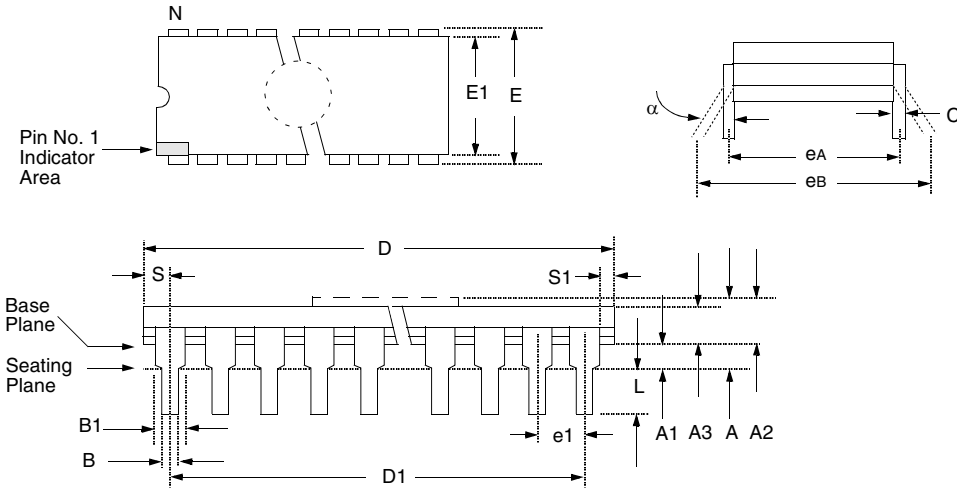 N
E1
E
Pin No. 1
Indicator
Area
α
C
eA
eB
D
S
S1
Base
Plane
Seating
Plane
L
B1
B
e1
D1
A1
A3
A
A2